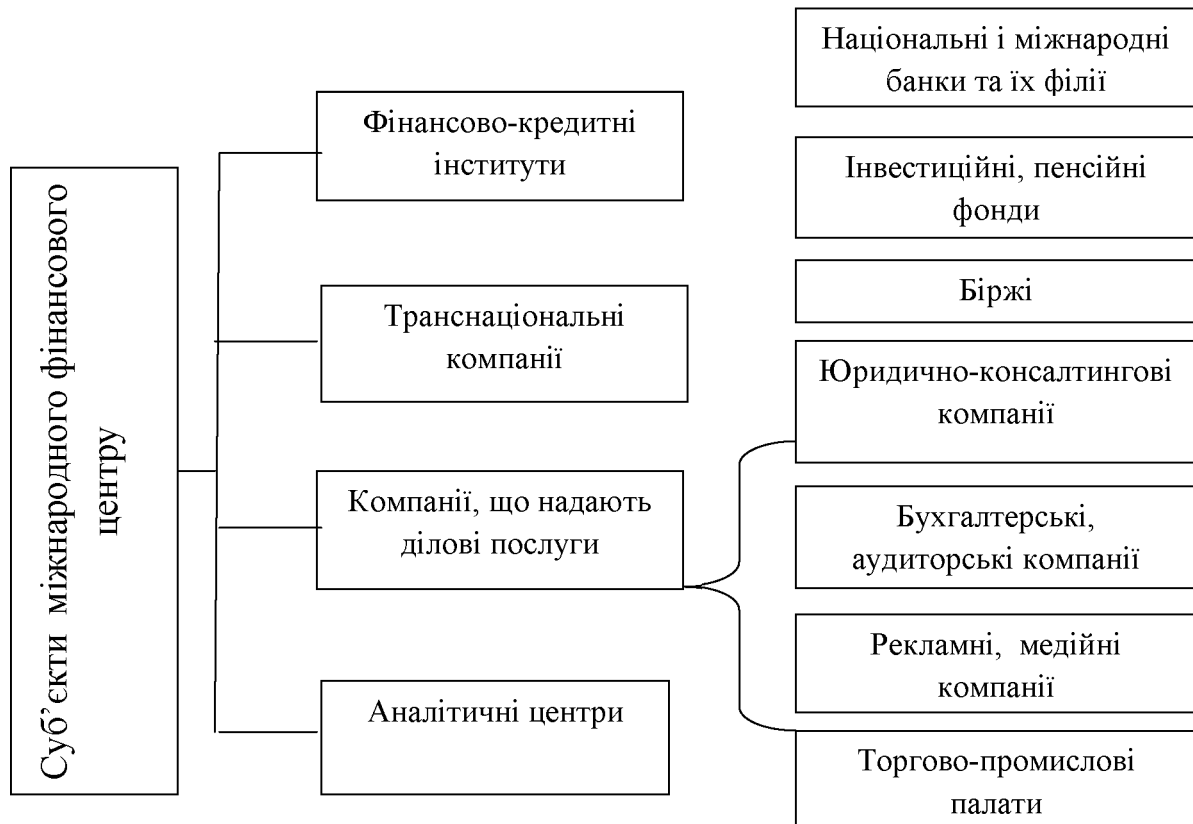 Суб’єкти міжнародного фінансового
центру
Фінансово-кредитні
інститути
Транснаціональні
компанії
Компанії, що надають
ділові послуги
Аналітичні центри
Національні і міжнародні
банки та їх філії
Інвестиційні, пенсійні
фонди
Біржі
Юридично-консалтингові
компанії
Бухгалтерські,
аудиторські компанії
Рекламні, медійні
компанії
Торгово-промислові
палати